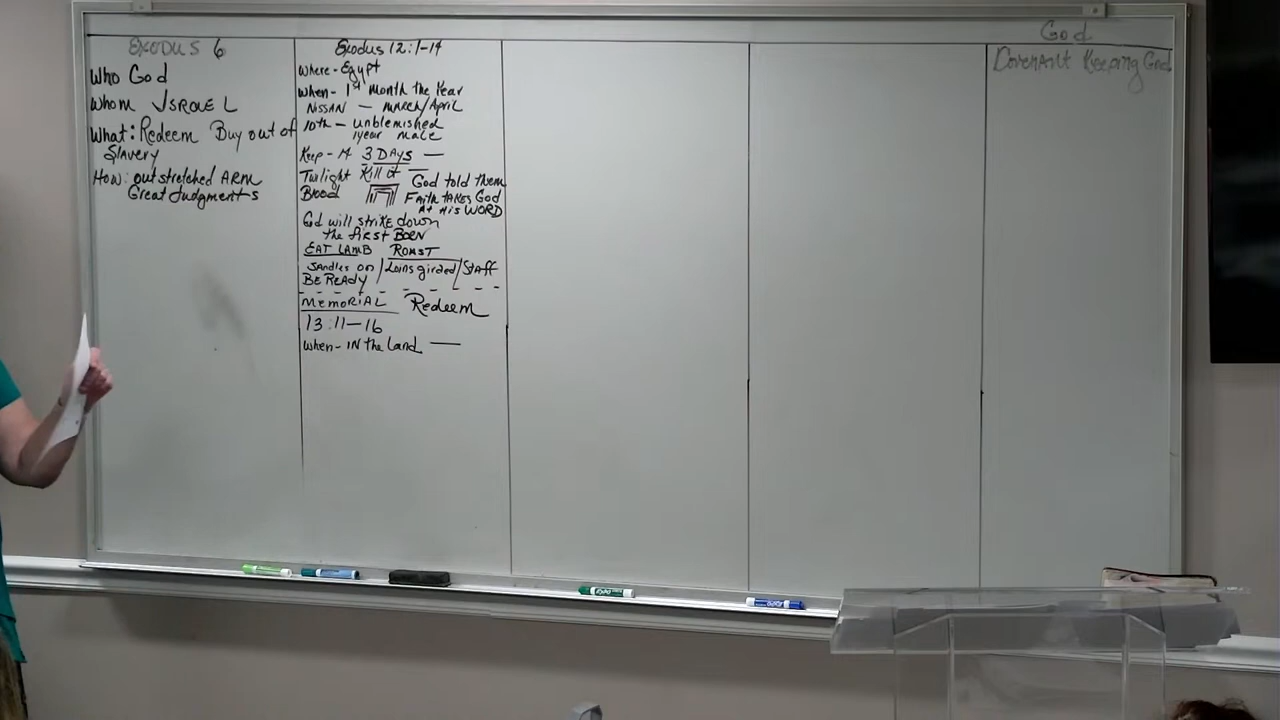 Exodus 6
Who God
Whom ISRAEL
What: Redeem Buy out of
Slavery
How: outstretched ARM
Great Judgments
Exodus 12:1-14
Where - Egypt
When - 1st Month the Year
NISSAN — MARCH/April
10th - unblemished
1year male
Keep - 14 3 DAYS —
Twilight Kill it —
Blood
God told them
FAITH TAKES God
At His WORD
God will strike down
the First BORN
EAT LAMB ROAST
Sandles on / Loins girded / Staff
BE READY
MEMORIAL Redeem
13:11-16
When - IN the Land —
God
Covenant Keeping God